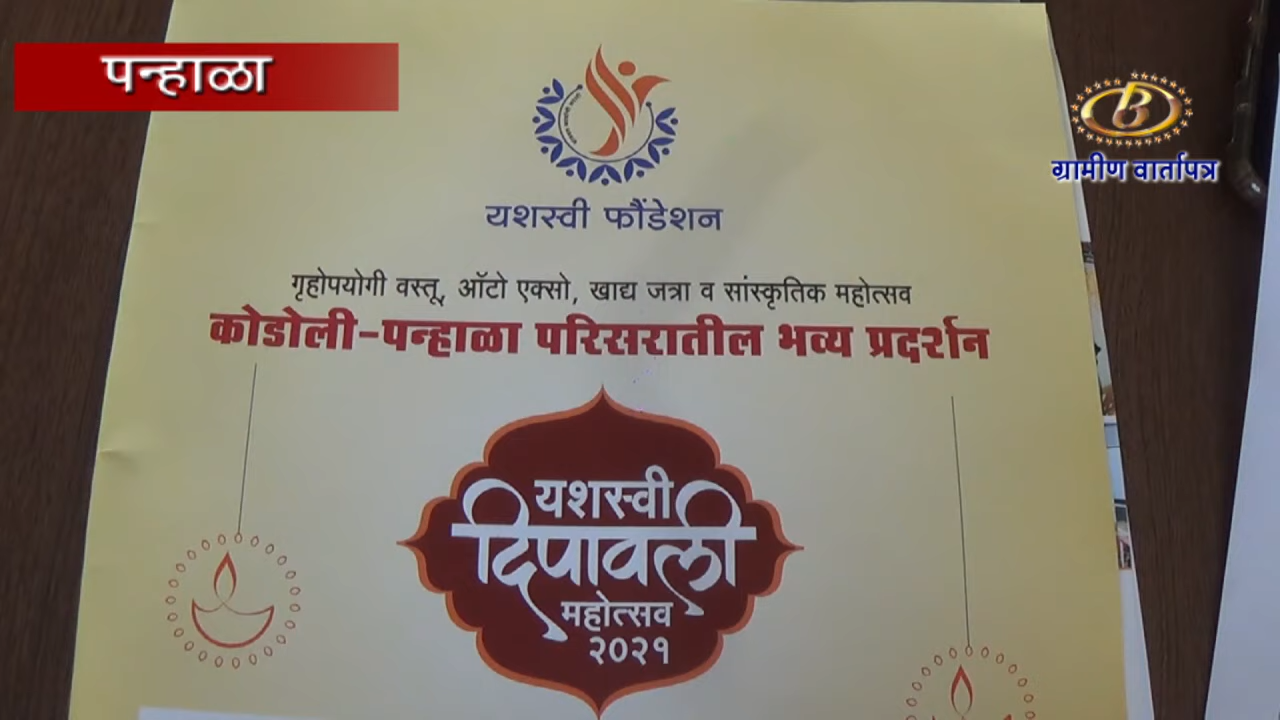 पन्हाळा
B
ग्रामीण वार्तापत्र
यशस्वी फौंडेशन
गृहोपयोगी वस्तू, ऑटो एक्सो, खाद्य जत्रा व सांस्कृतिक महोत्सव
कोडोली-पन्हाळा परिसरातील भव्य प्रदर्शन
यशस्वी
दिपावली
महोत्सव
२०२१